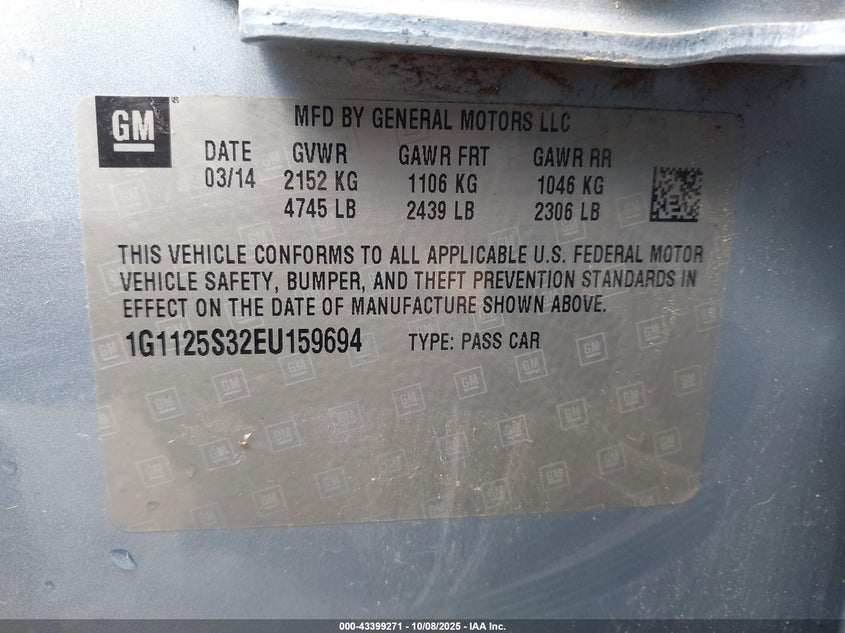 GM ®
MFD BY GENERAL MOTORS LLC
DATE GVWR GAWR FRT GAWR RR
03/14 2152 KG 1106 KG 1046 KG
4745 LB 2439 LB 2306 LB
THIS VEHICLE CONFORMS TO ALL APPLICABLE U.S. FEDERAL MOTOR
VEHICLE SAFETY, BUMPER, AND THEFT PREVENTION STANDARDS IN
EFFECT ON THE DATE OF MANUFACTURE SHOWN ABOVE.
1G1125S32EU159694 TYPE: PASS CAR
000-43399271 - 10/08/2025 - IAA Inc.